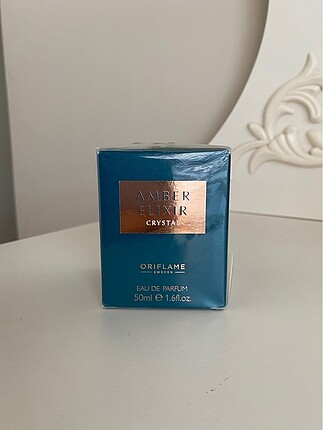 AMBER
ELIXIR
CRYSTAL
ORIFLAME
SWEDEN
EAU DE PARFUM
50ml ℮ 1.6fl.oz.